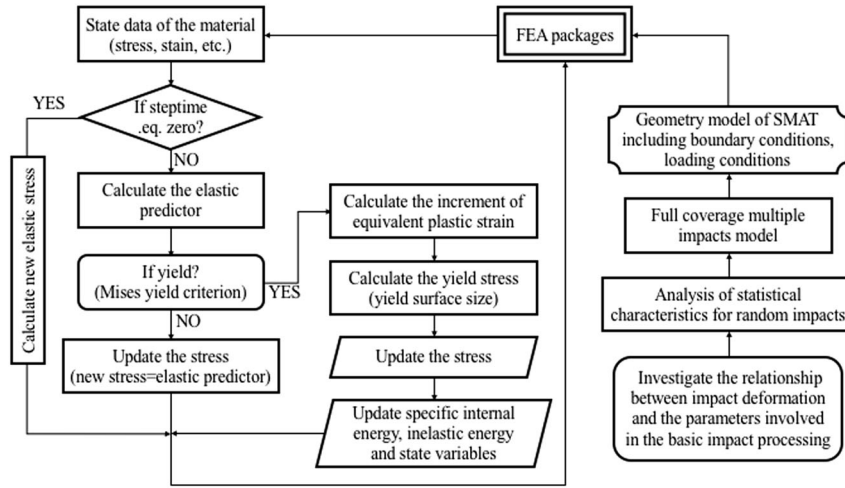 State data of the material
(stress, stain, etc.)
FEA packages
YES
If steptime
.eq. zero?
NO
Calculate new elastic stress
Calculate the elastic
predictor
If yield?
(Mises yield criterion)
YES
NO
Update the stress
(new stress=elastic predictor)
Calculate the increment of
equivalent plastic strain
Calculate the yield stress
(yield surface size)
Update the stress
Update specific internal
energy, inelastic energy
and state variables
Geometry model of SMAT
including boundary conditions,
loading conditions
Full coverage multiple
impacts model
Analysis of statistical
characteristics for random impacts
Investigate the relationship
between impact deformation
and the parameters involved
in the basic impact processing